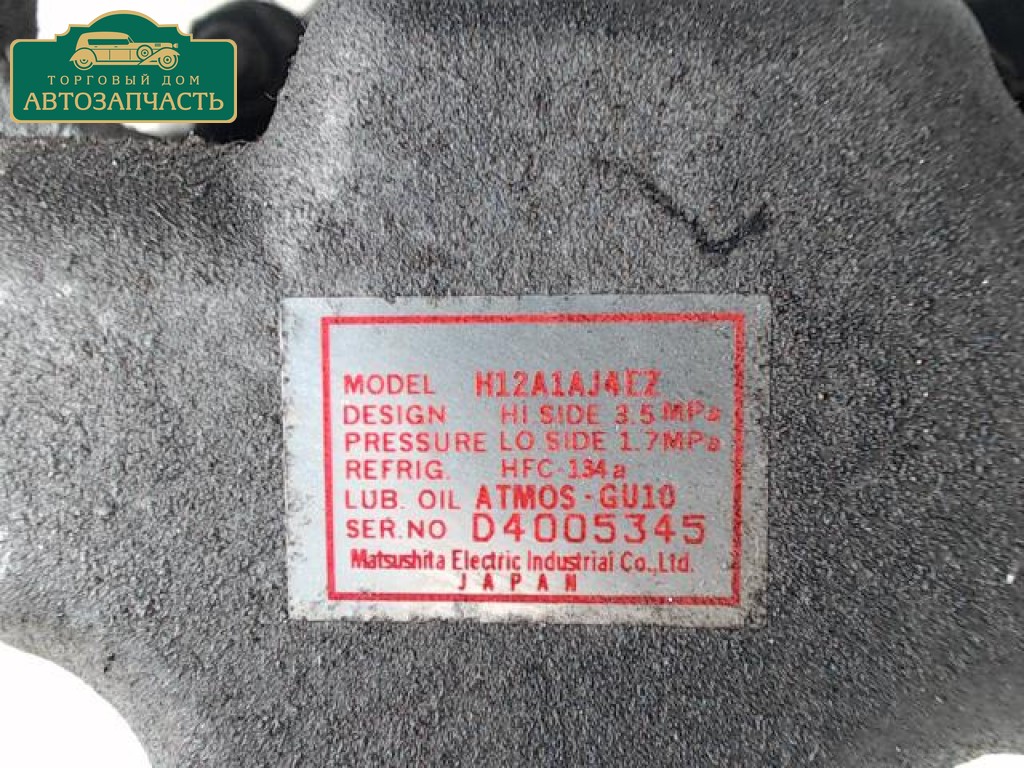 ТОРГОВЫЙ ДОМ
АВТОЗАПЧАСТЬ
MODEL H12A1AJ4EZ
DESIGN HI SIDE 3.5 MPa
PRESSURE LO SIDE 1.7MPa
REFRIG. HFC-134a
LUB. OIL ATMOS-GU10
SER.NO D4005345
Matsushita Electric Industrial Co.,Ltd.
JAPAN